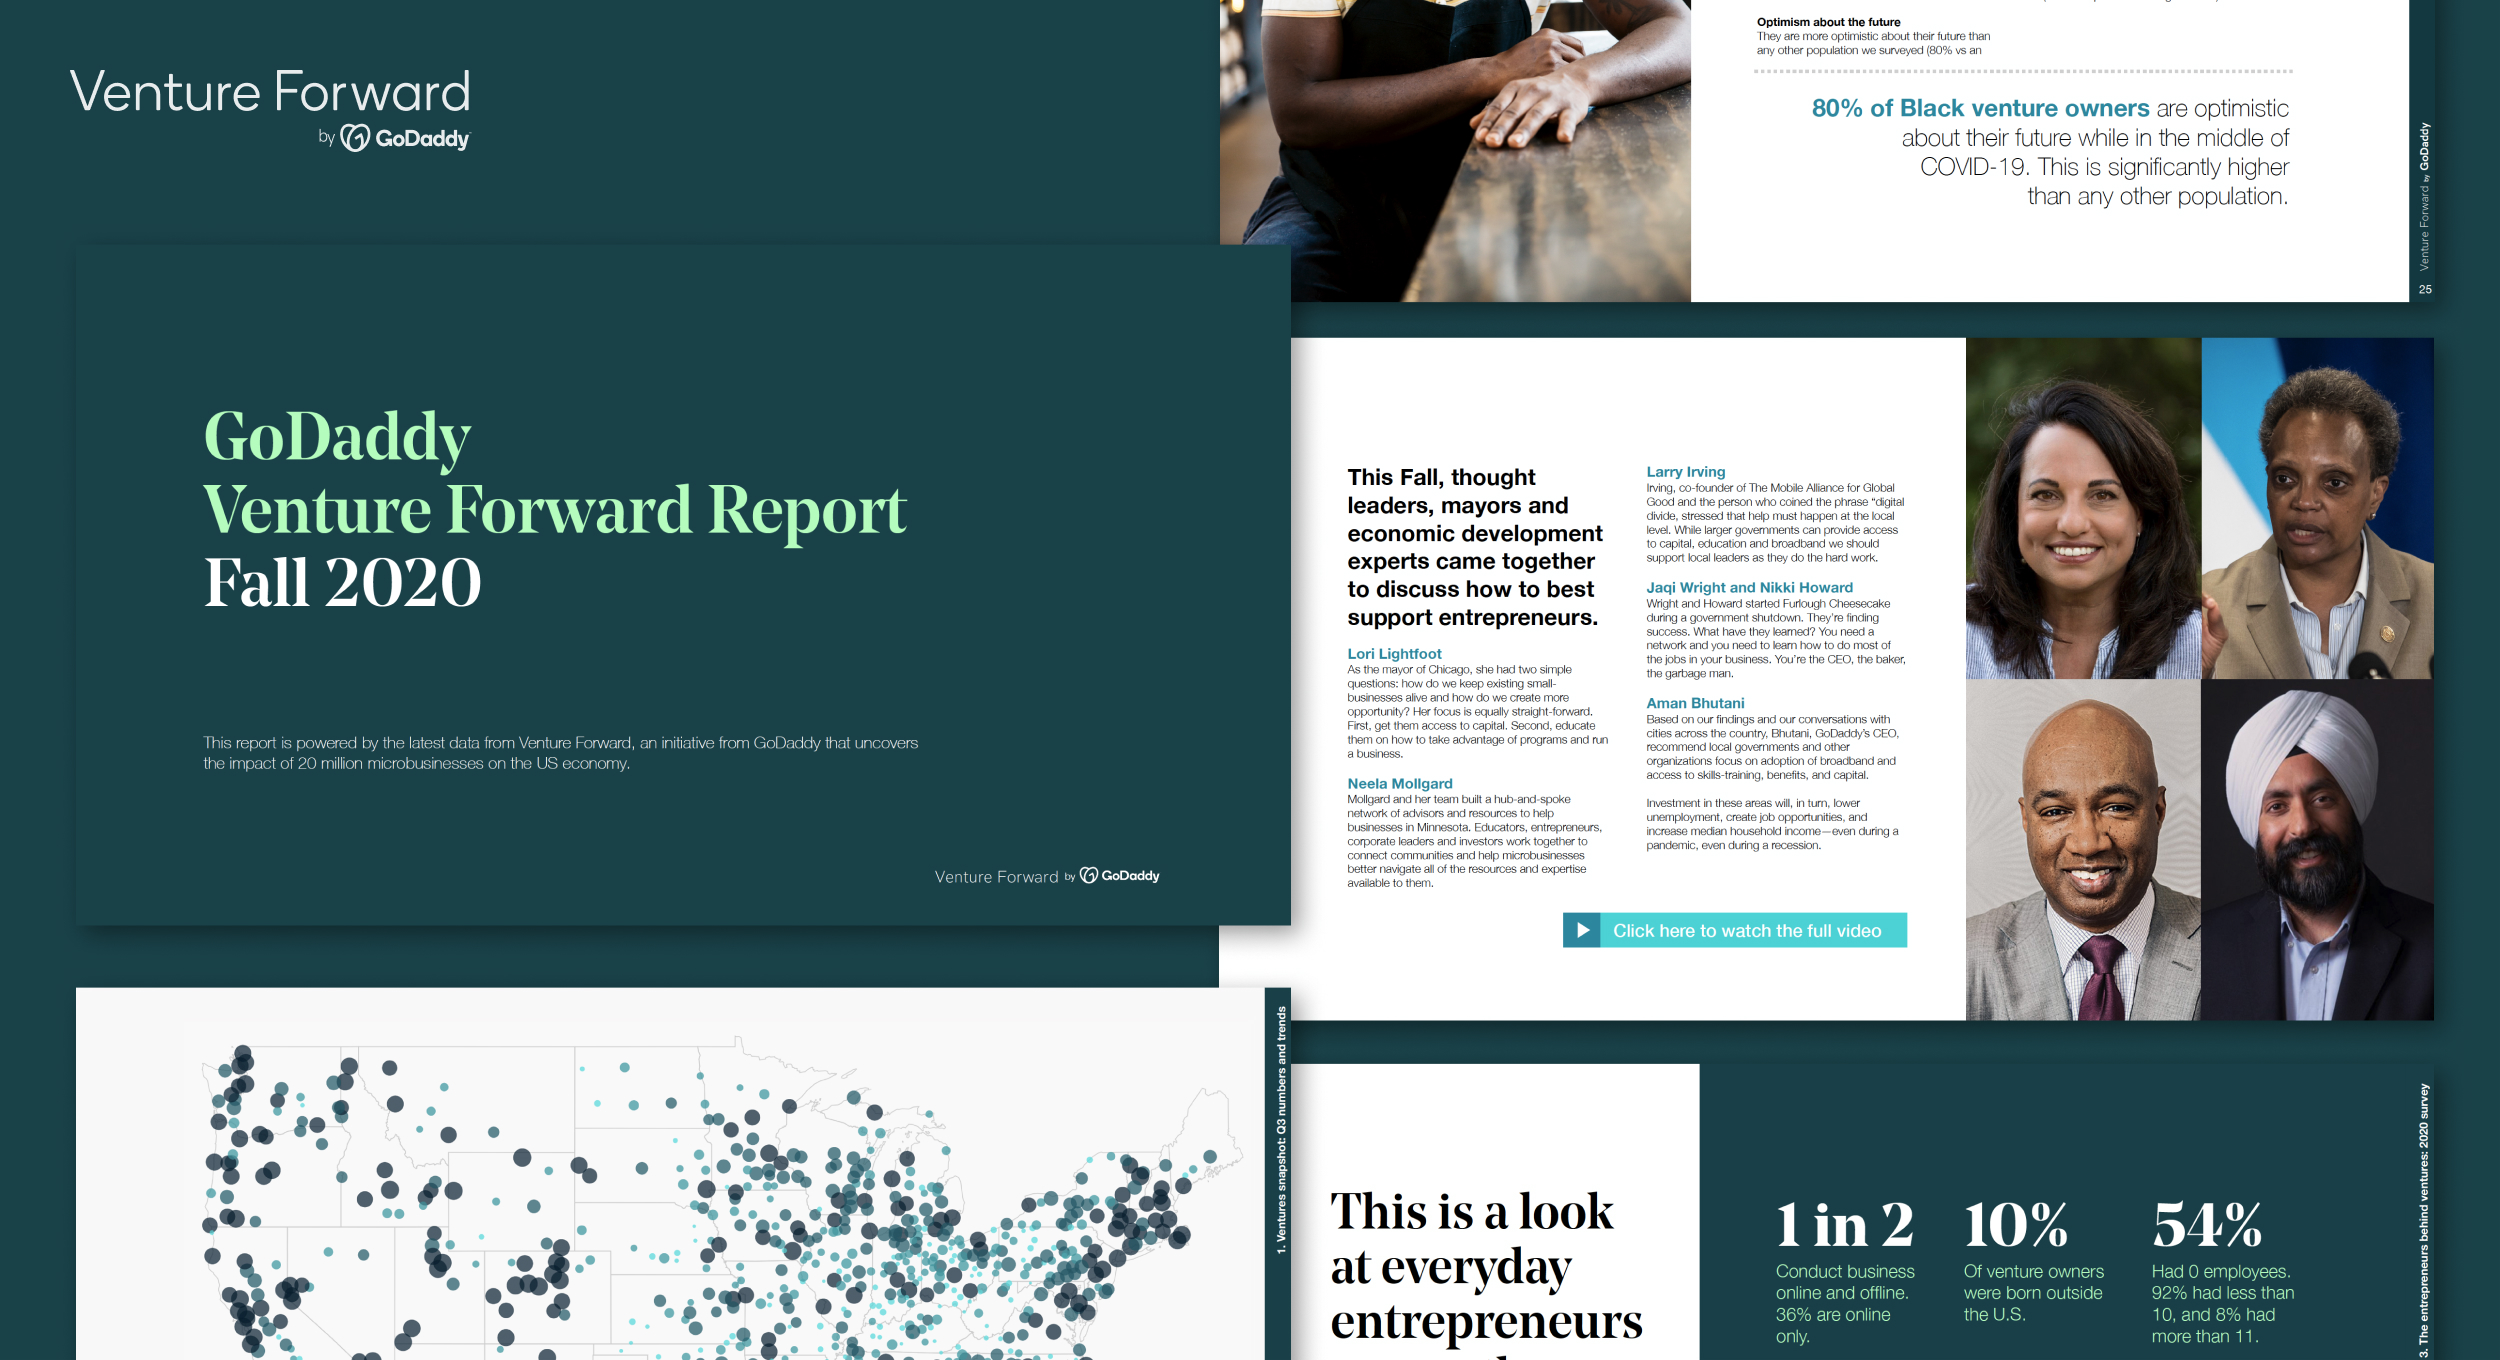 Venture Forward
by GoDaddy
GoDaddy
Venture Forward Report
Fall 2020
This report is powered by the latest data from Venture Forward, an initiative from GoDaddy that uncovers
the impact of 20 million microbusinesses on the US economy.
Venture Forward by GoDaddy
1. Ventures snapshot: Q3 numbers and trends
Optimism about the future
They are more optimistic about their future than
any other population we surveyed (80% vs an
80% of Black venture owners are optimistic
about their future while in the middle of
COVID-19. This is significantly higher
than any other population.
Venture Forward by GoDaddy
25
This Fall, thought
leaders, mayors and
economic development
experts came together
to discuss how to best
support entrepreneurs.
Lori Lightfoot
As the mayor of Chicago, she had two simple
questions: how do we keep existing small-
businesses alive and how do we create more
opportunity? Her focus is equally straight-forward.
First, get them access to capital. Second, educate
them on how to take advantage of programs and run
a business.
Neela Mollgard
Mollgard and her team built a hub-and-spoke
network of advisors and resources to help
businesses in Minnesota. Educators, entrepreneurs,
corporate leaders and investors work together to
connect communities and help microbusinesses
better navigate all of the resources and expertise
available to them.
Larry Irving
Irving, co-founder of The Mobile Alliance for Global
Good and the person who coined the phrase “digital
divide, stressed that help must happen at the local
level. While larger governments can provide access
to capital, education and broadband we should
support local leaders as they do the hard work.
Jaqi Wright and Nikki Howard
Wright and Howard started Furlough Cheesecake
during a government shutdown. They’re finding
success. What have they learned? You need a
network and you need to learn how to do most of
the jobs in your business. You’re the CEO, the baker,
the garbage man.
Aman Bhutani
Based on our findings and our conversations with
cities across the country, Bhutani, GoDaddy’s CEO,
recommend local governments and other
organizations focus on adoption of broadband and
access to skills-training, benefits, and capital.
Investment in these areas will, in turn, lower
unemployment, create job opportunities, and
increase median household income—even during a
pandemic, even during a recession.
Click here to watch the full video
This is a look
at everyday
entrepreneurs
1 in 2
Conduct business
online and offline.
36% are online
only.
10%
Of venture owners
were born outside
the U.S.
54%
Had 0 employees.
92% had less than
10, and 8% had
more than 11.
3. The entrepreneurs behind ventures: 2020 survey